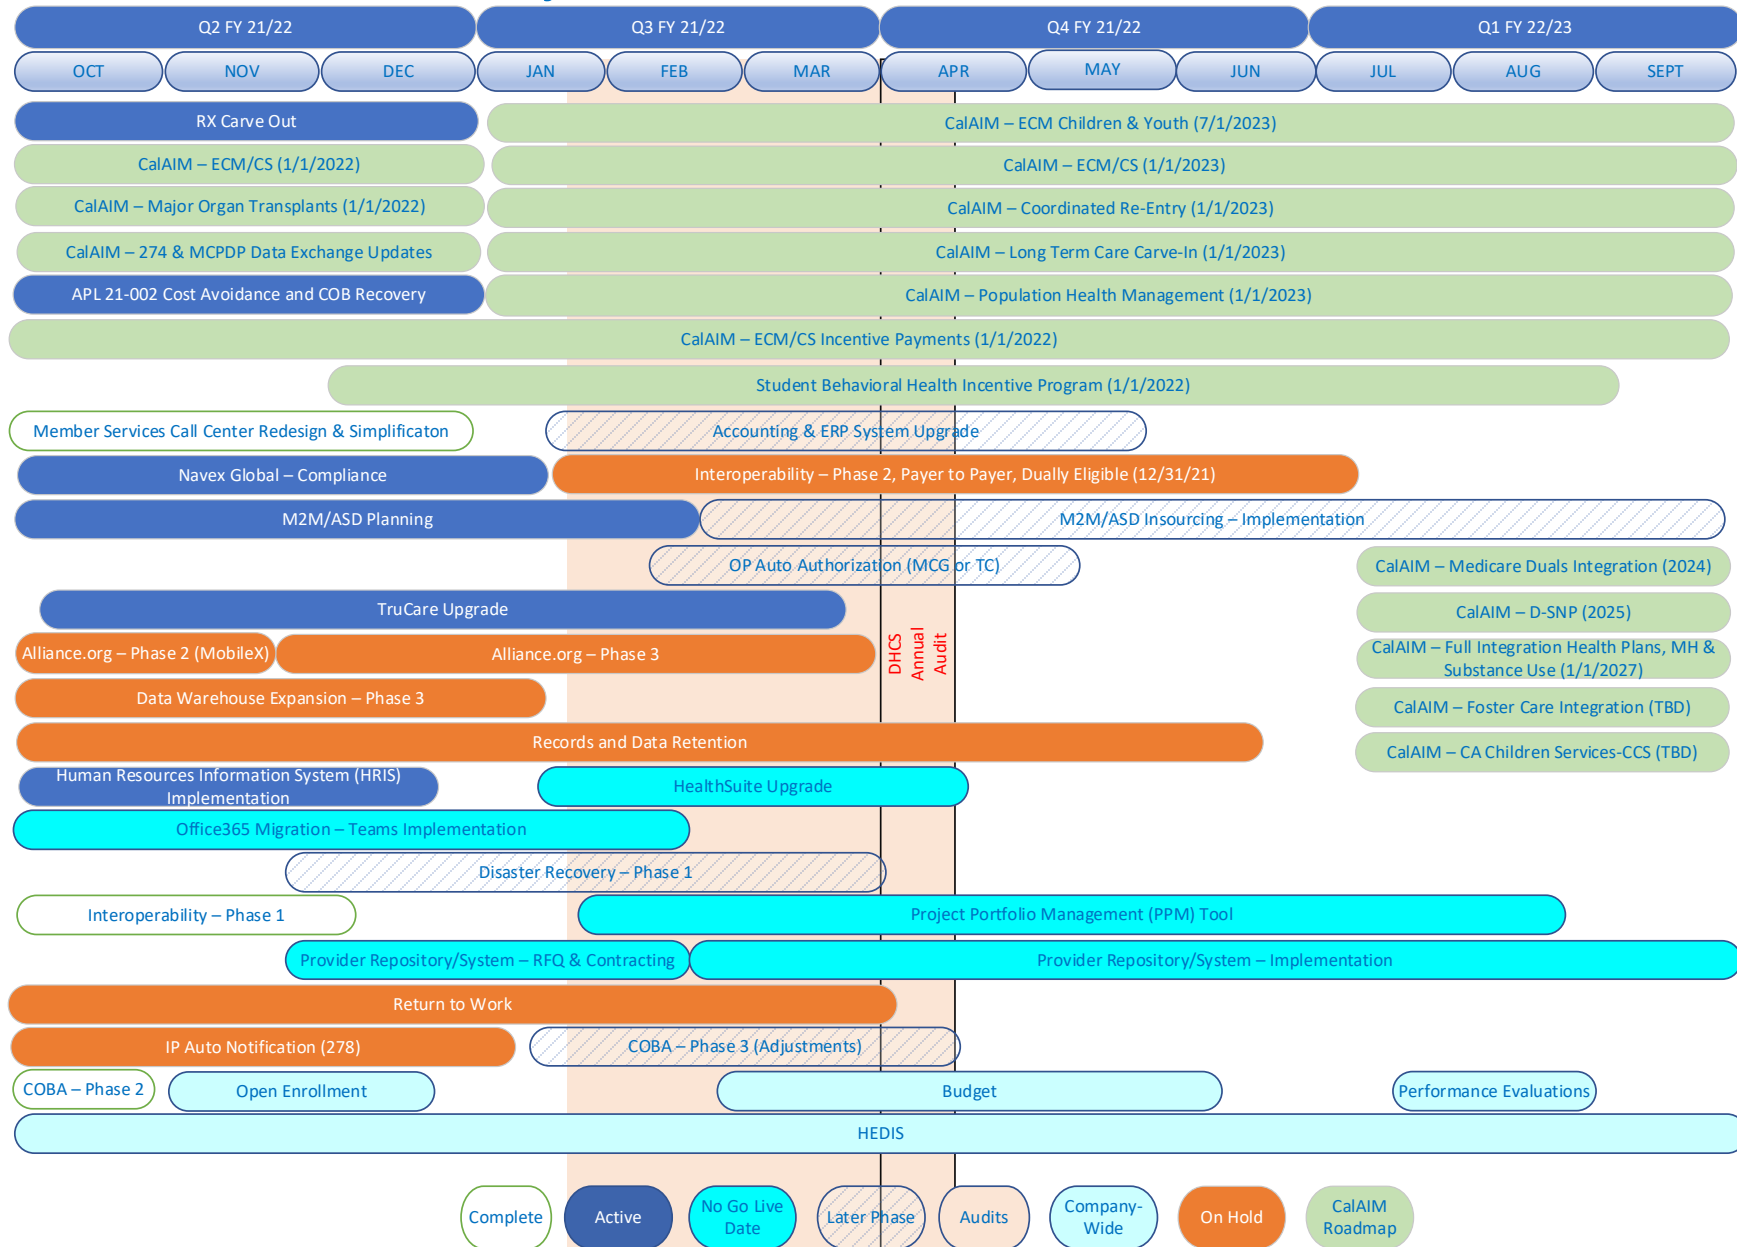 Q2 FY 21/22
Q3 FY 21/22
Q4 FY 21/22
Q1 FY 22/23
OCT
NOV
DEC
JAN
FEB
MAR
APR
MAY
JUN
JUL
AUG
SEPT
RX Carve Out
CalAIM – ECM Children & Youth (7/1/2023)
CalAIM – ECM/CS (1/1/2022)
CalAIM – ECM/CS (1/1/2023)
CalAIM – Major Organ Transplants (1/1/2022)
CalAIM – Coordinated Re-Entry (1/1/2023)
CalAIM – 274 & MCPDP Data Exchange Updates
CalAIM – Long Term Care Carve-In (1/1/2023)
APL 21-002 Cost Avoidance and COB Recovery
CalAIM – Population Health Management (1/1/2023)
CalAIM – ECM/CS Incentive Payments (1/1/2022)
Student Behavioral Health Incentive Program (1/1/2022)
Member Services Call Center Redesign & Simplificaton
Accounting & ERP System Upgrade
Navex Global – Compliance
Interoperability – Phase 2, Payer to Payer, Dually Eligible (12/31/21)
M2M/ASD Planning
M2M/ASD Insourcing – Implementation
OP Auto Authorization (MCG or TC)
CalAIM – Medicare Duals Integration (2024)
TruCare Upgrade
CalAIM – D-SNP (2025)
Alliance.org – Phase 2 (MobileX)
Alliance.org – Phase 3
DHCS
Annual
Audit
CalAIM – Full Integration Health Plans, MH &
Substance Use (1/1/2027)
Data Warehouse Expansion – Phase 3
CalAIM – Foster Care Integration (TBD)
Records and Data Retention
CalAIM – CA Children Services-CCS (TBD)
Human Resources Information System (HRIS)
Implementation
HealthSuite Upgrade
Office365 Migration – Teams Implementation
Disaster Recovery – Phase 1
Interoperability – Phase 1
Project Portfolio Management (PPM) Tool
Provider Repository/System – RFQ & Contracting
Provider Repository/System – Implementation
Return to Work
IP Auto Notification (278)
COBA – Phase 3 (Adjustments)
COBA – Phase 2
Open Enrollment
Budget
Performance Evaluations
HEDIS
Complete
Active
No Go Live
Date
Later Phase
Audits
Company-
Wide
On Hold
CalAIM
Roadmap